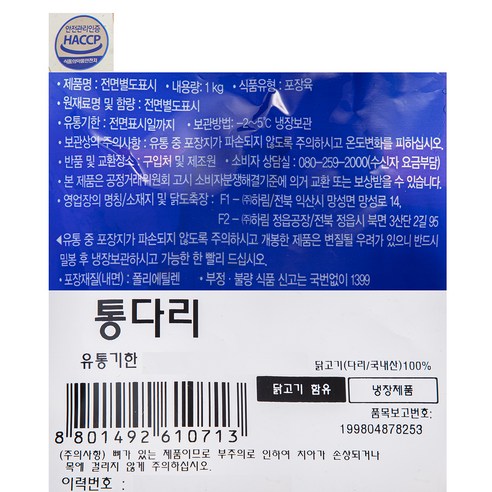 안전관리인증
HACCP
식품의약품안전처
• 제품명 : 전면별도표시 • 내용량: 1kg • 식품유형 : 포장육
• 원재료명 및 함량 : 전면별도표시
• 유통기한 : 전면표시일까지 • 보관방법: -2~5℃ 냉장보관
• 보관상의 주의사항 : 유통 중 포장지가 파손되지 않도록 주의하시고 온도변화를 피하십시오.
• 반품 및 교환장소 : 구입처 및 제조원 • 소비자 상담실 : 080-259-2000(수신자 요금부담)
• 본 제품은 공정거래위원회 고시 소비자분쟁해결기준에 의거 교환 또는 보상받을 수 있습니다.
• 영업장의 명칭/소재지 및 닭도축장 : F1 - ㈜하림/전북 익산시 망성면 망성로 14,
F2 - ㈜하림 정읍공장/전북 정읍시 북면 3산단 2길 95
• 유통 중 포장지가 파손되지 않도록 주의하시고 개봉한 제품은 변질될 우려가 있으니 반드시
밀봉 후 냉장보관하시고 가능한 한 빨리 드십시오.
• 포장재질(내면) : 폴리에틸렌 • 부정 · 불량 식품 신고는 국번없이 1399
통다리
유통기한
닭고기(다리/국내산)100%
닭고기 함유
냉장제품
품목보고번호:
199804878253
8 801492 610713
(주의사항) 뼈가 있는 제품이므로 부주의로 인하여 치아가 손상되거나
목에 걸리지 않게 주의하십시오.
이력번호 :